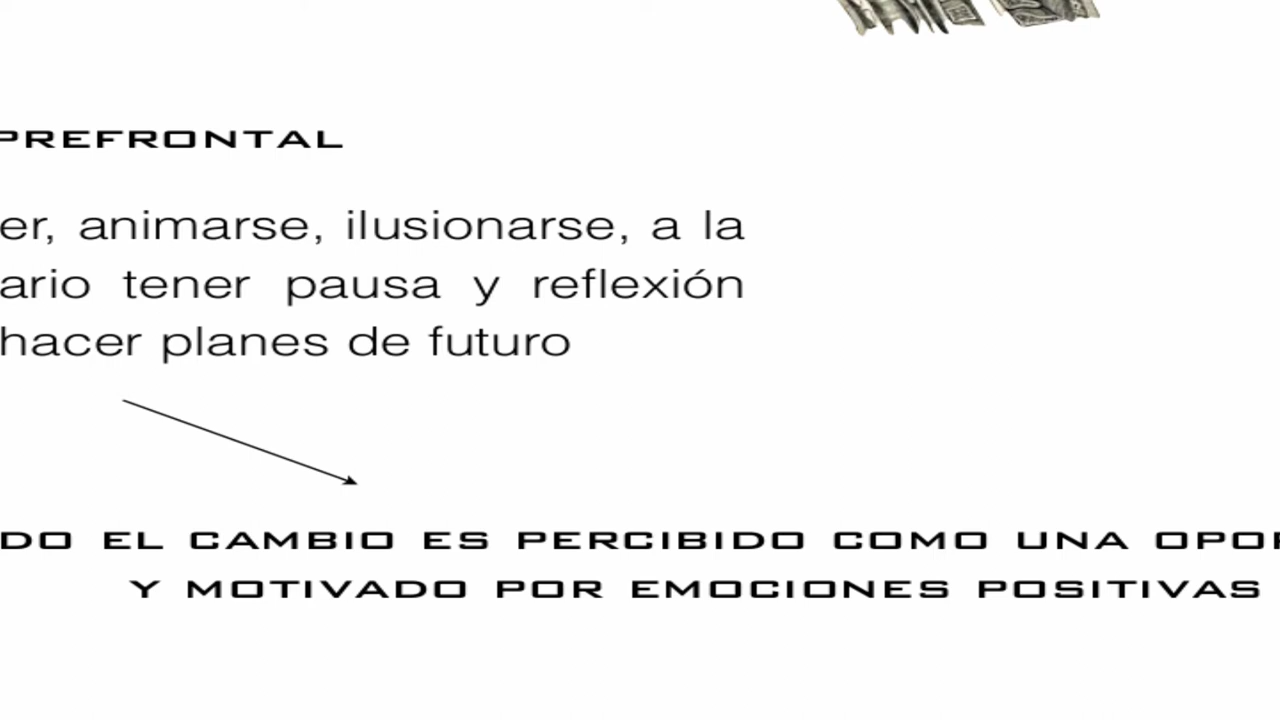 PREFRONTAL
er, animarse, ilusionarse, a la
ario tener pausa y reflexión
hacer planes de futuro
DO EL CAMBIO ES PERCIBIDO COMO UNA OPOR
Y MOTIVADO POR EMOCIONES POSITIVAS